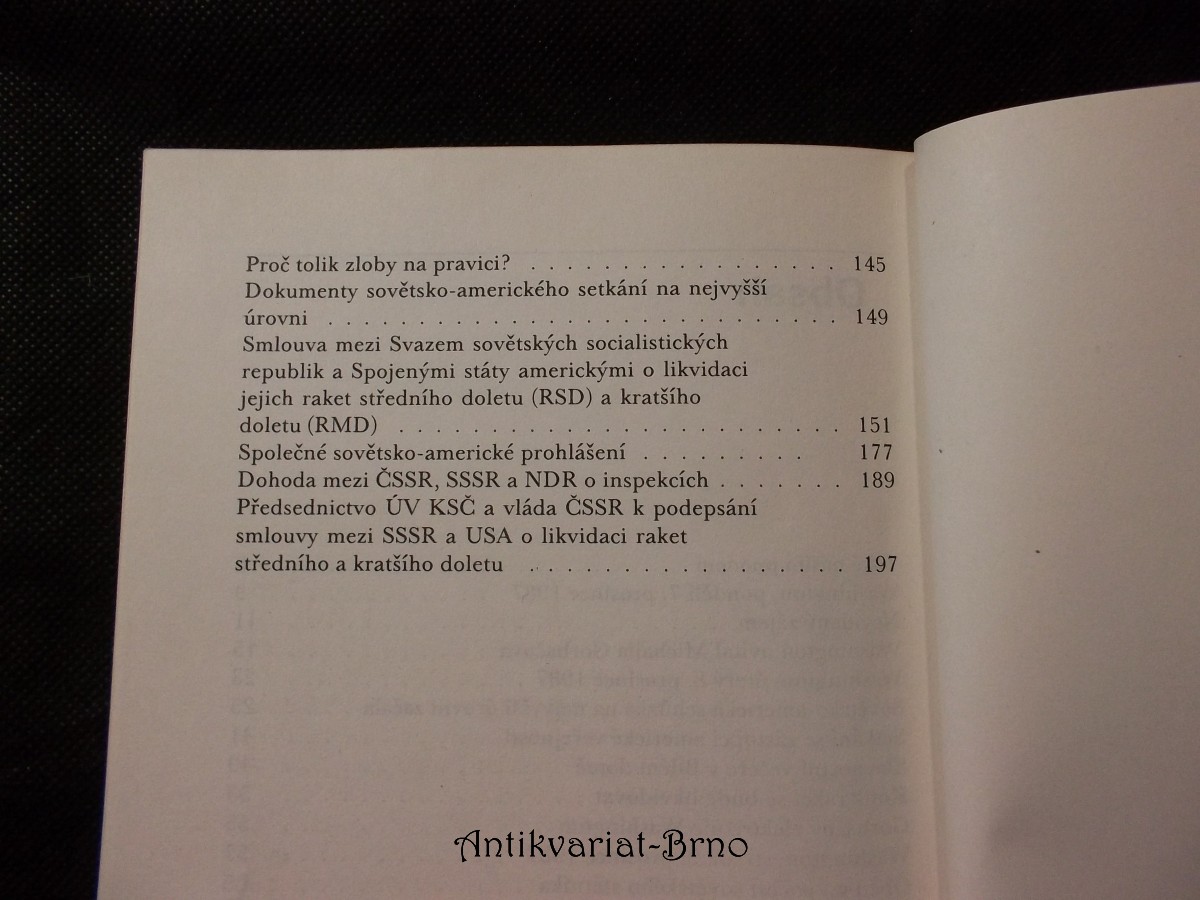 Proč tolik zloby na pravici? . . . . . . . . . . . . . . . . . 145
Dokumenty sovětsko-amerického setkání na nejvyšší
úrovni . . . . . . . . . . . . . . . . . . . . . . . . . . . . 149
Smlouva mezi Svazem sovětských socialistických
republik a Spojenými státy americkými o likvidaci
jejich raket středního doletu (RSD) a kratšího
doletu (RMD) . . . . . . . . . . . . . . . . . . . . . . . . 151
Společné sovětsko-americké prohlášení . . . . . . . . . 177
Dohoda mezi ČSSR, SSSR a NDR o inspekcích . . . . . . . 189
Předsednictvo ÚV KSČ a vláda ČSSR k podepsání
smlouvy mezi SSSR a USA o likvidaci raket
středního a kratšího doletu . . . . . . . . . . . . . . . . . 197
Antikvariat-Brno